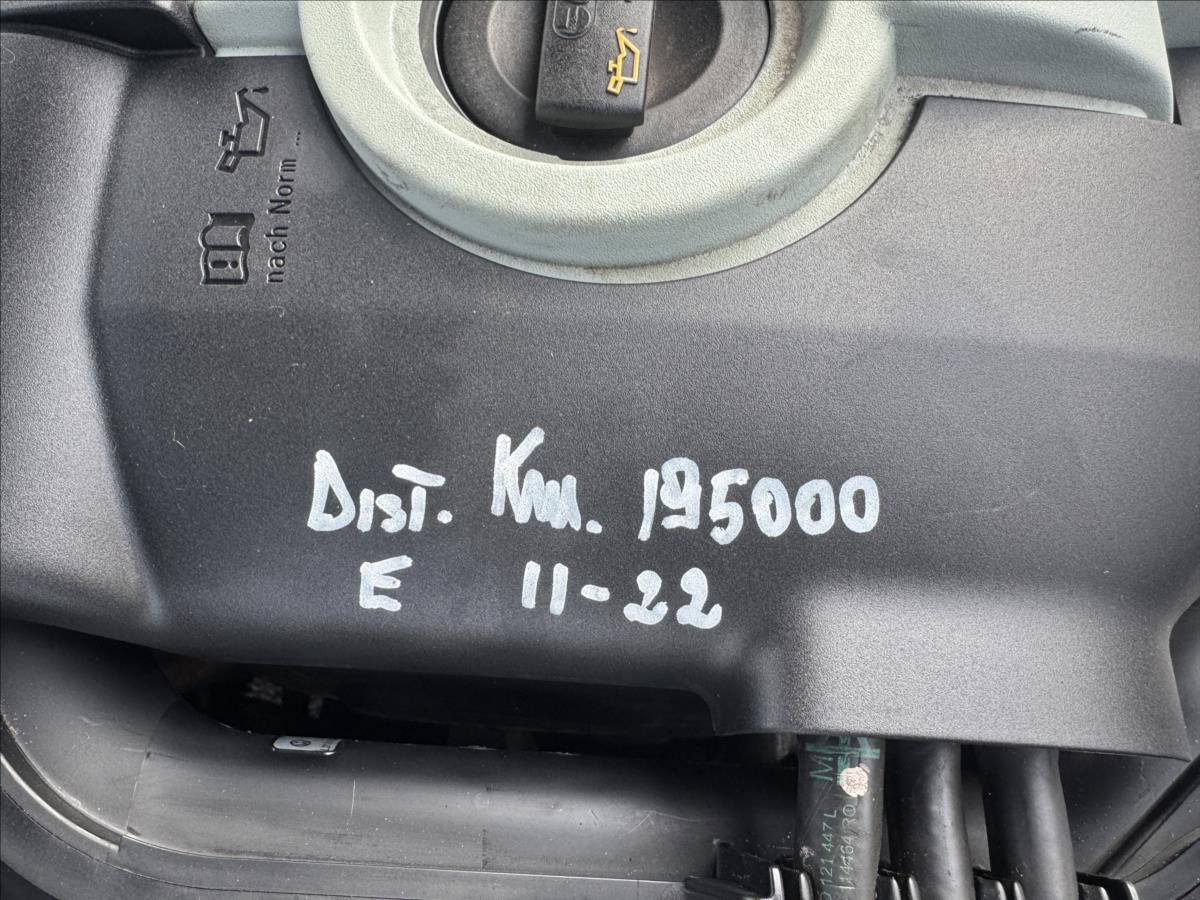 nach Norm ...
Dist. Km. 195000
E 11-22